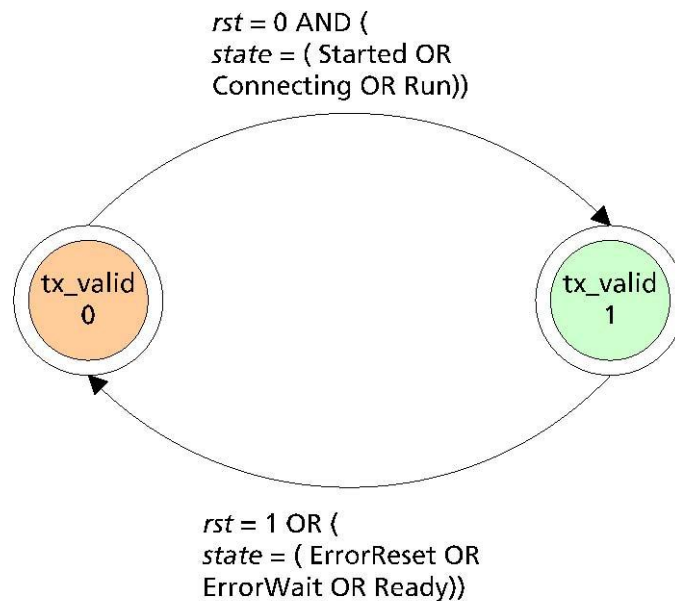 rst = 0 AND (
state = ( Started OR
Connecting OR Run))
tx_valid
0
tx_valid
1
rst = 1 OR (
state = ( ErrorReset OR
ErrorWait OR Ready))